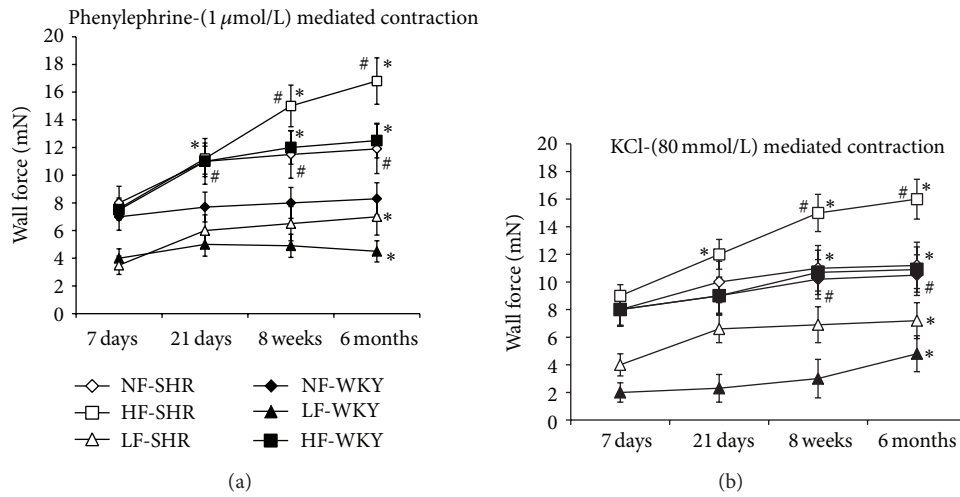 Phenylephrine-(1 μmol/L) mediated contraction
20
18
16
14
12
10
8
6
4
2
0
Wall force (mN)
# *
# *
* * *
# # #
*
*
7 days 21 days 8 weeks 6 months
NF-SHR NF-WKY
HF-SHR LF-WKY
LF-SHR HF-WKY
(a)
KCl-(80 mmol/L) mediated contraction
20
18
16
14
12
10
8
6
4
2
0
Wall force (mN)
# *
# *
*
* *
# #
*
*
7 days 21 days 8 weeks 6 months
(b)